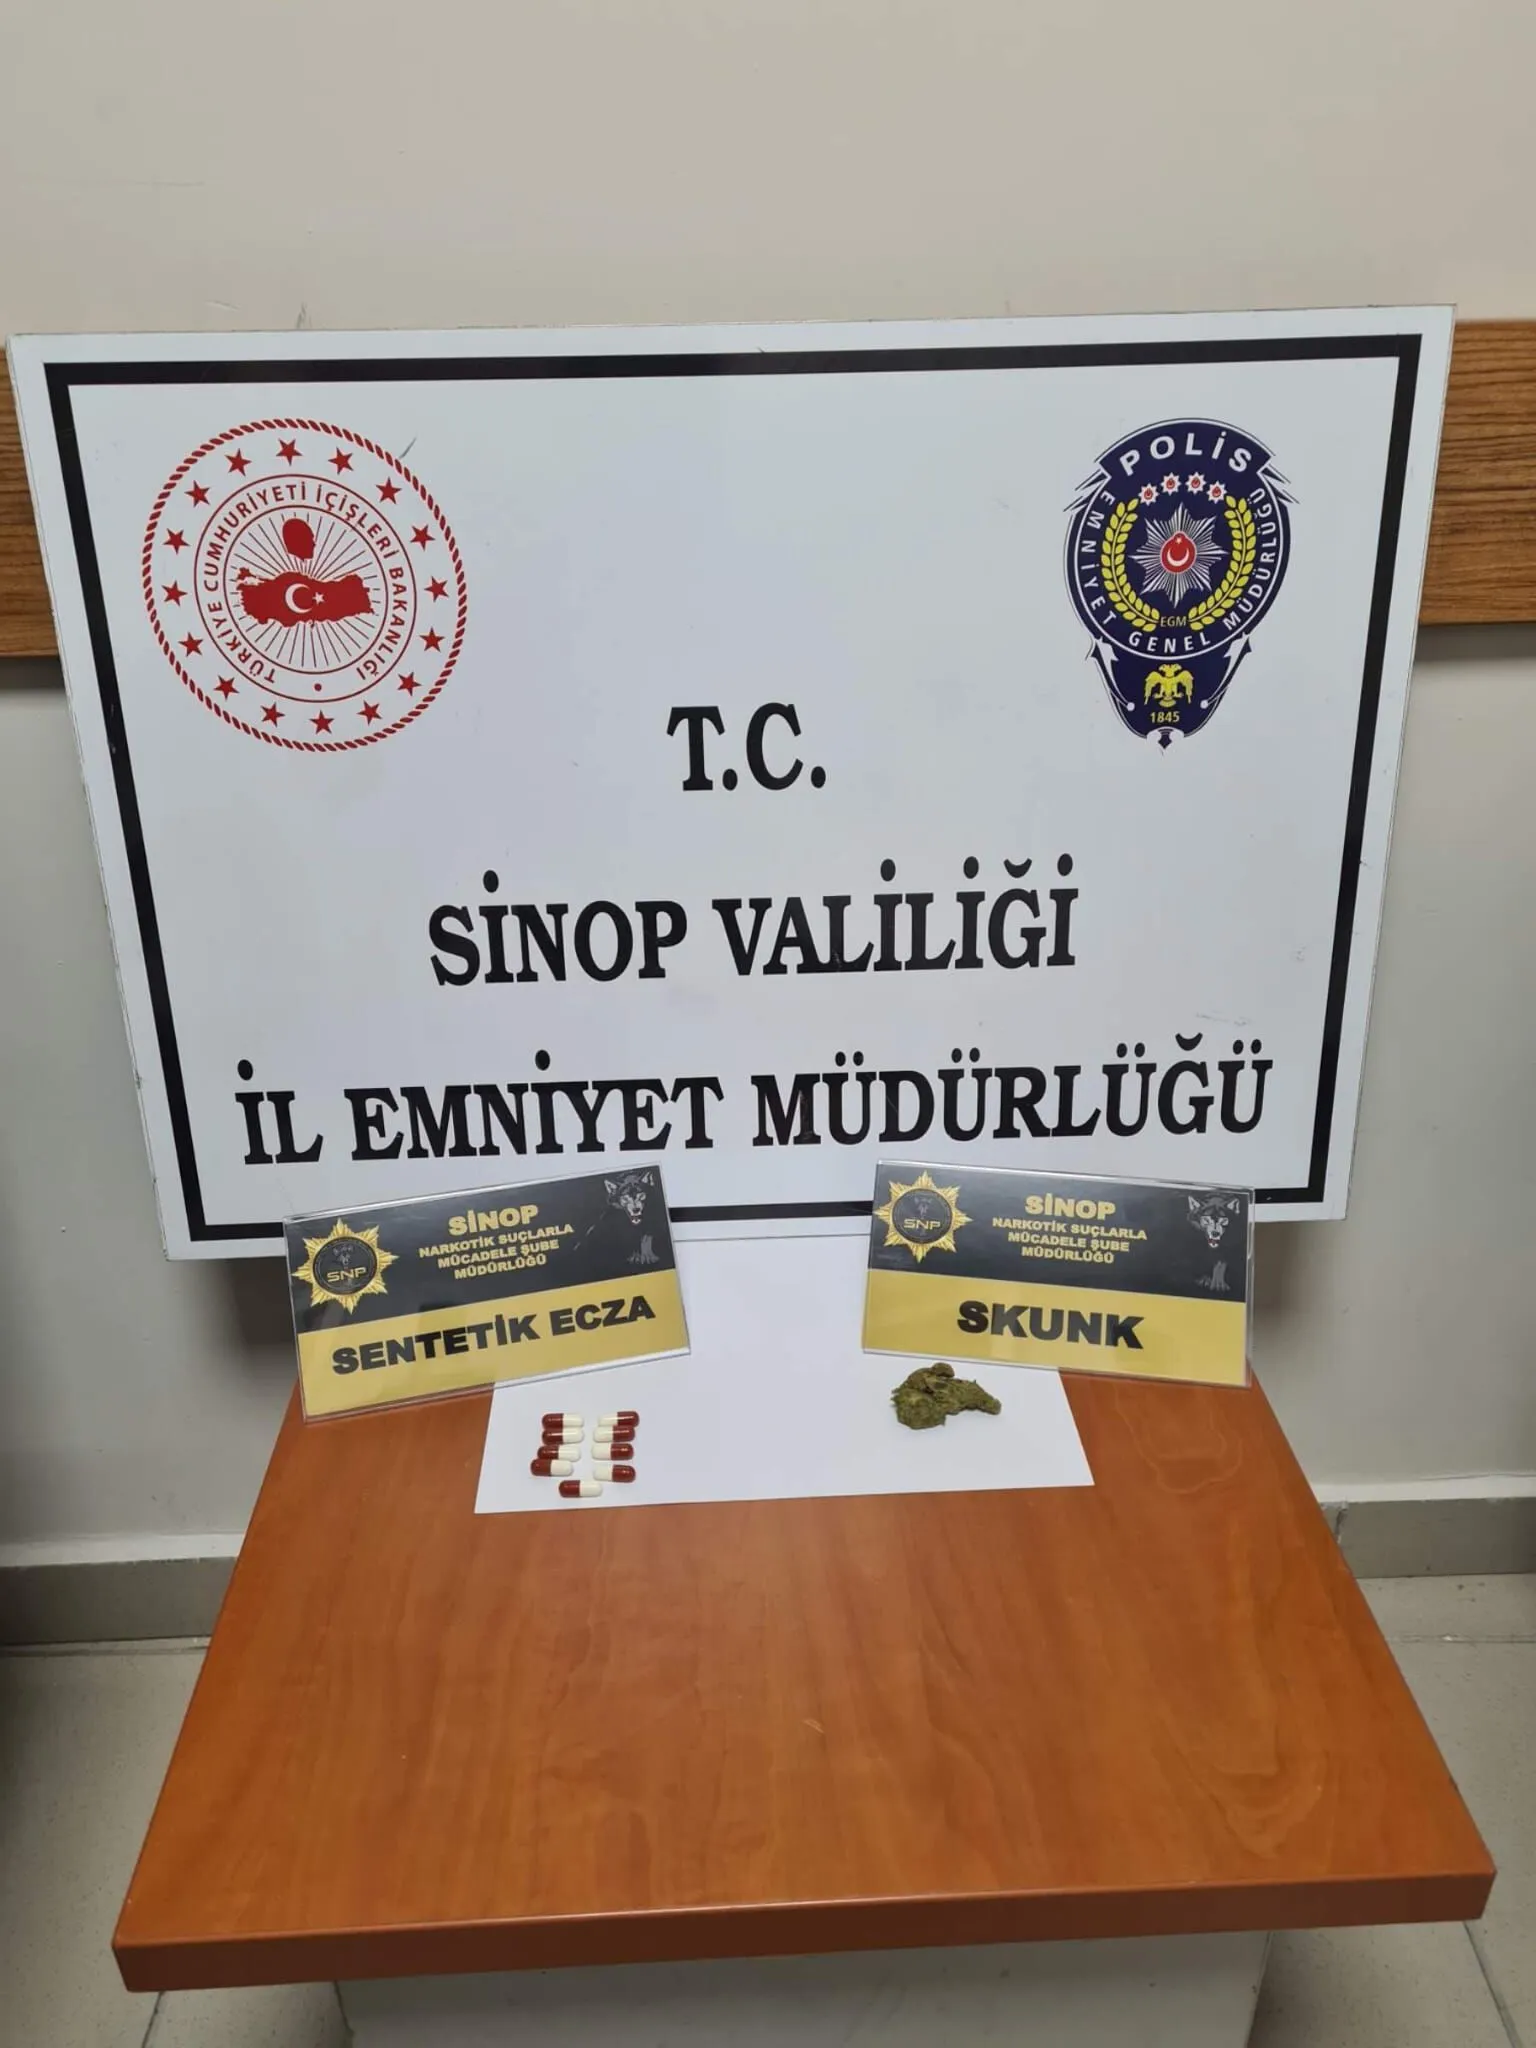 TÜRKİYE CUMHURİYETİ İÇİŞLERİ BAKANLIĞI
POLİS
EMNİYET GENEL MÜDÜRLÜĞÜ
EGM
1845
T.C.
SİNOP VALİLİĞİ
İL EMNİYET MÜDÜRLÜĞÜ
SNP
SİNOP
NARKOTİK SUÇLARLA
MÜCADELE ŞUBE
MÜDÜRLÜĞÜ
SENTETİK ECZA
SNP
SİNOP
NARKOTİK SUÇLARLA
MÜCADELE ŞUBE
MÜDÜRLÜĞÜ
SKUNK